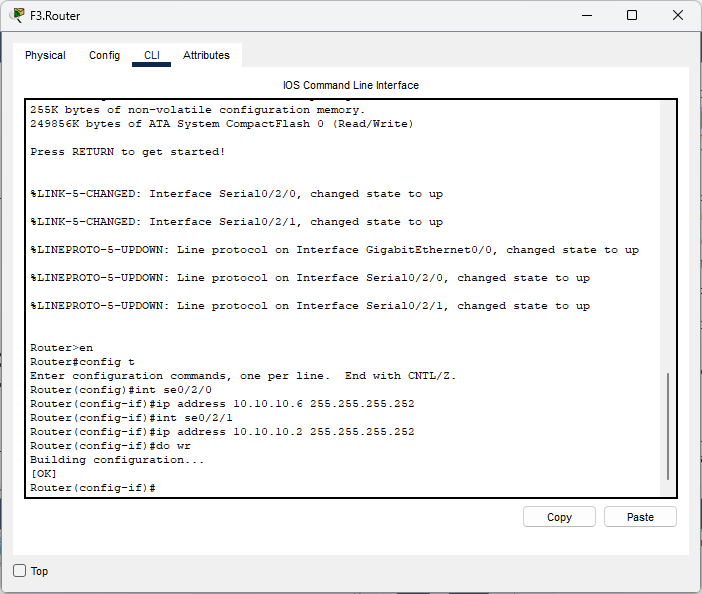 F3.Router
Physical Config CLI Attributes
IOS Command Line Interface
255K bytes of non-volatile configuration memory.
249856K bytes of ATA System CompactFlash 0 (Read/Write)
Press RETURN to get started!
%LINK-5-CHANGED: Interface Serial0/2/0, changed state to up
%LINK-5-CHANGED: Interface Serial0/2/1, changed state to up
%LINEPROTO-5-UPDOWN: Line protocol on Interface GigabitEthernet0/0, changed state to up
%LINEPROTO-5-UPDOWN: Line protocol on Interface Serial0/2/0, changed state to up
%LINEPROTO-5-UPDOWN: Line protocol on Interface Serial0/2/1, changed state to up
Router>en
Router#config t
Enter configuration commands, one per line.  End with CNTL/Z.
Router(config)#int se0/2/0
Router(config-if)#ip address 10.10.10.6 255.255.255.252
Router(config-if)#int se0/2/1
Router(config-if)#ip address 10.10.10.2 255.255.255.252
Router(config-if)#do wr
Building configuration...
[OK]
Router(config-if)#
Copy Paste
Top